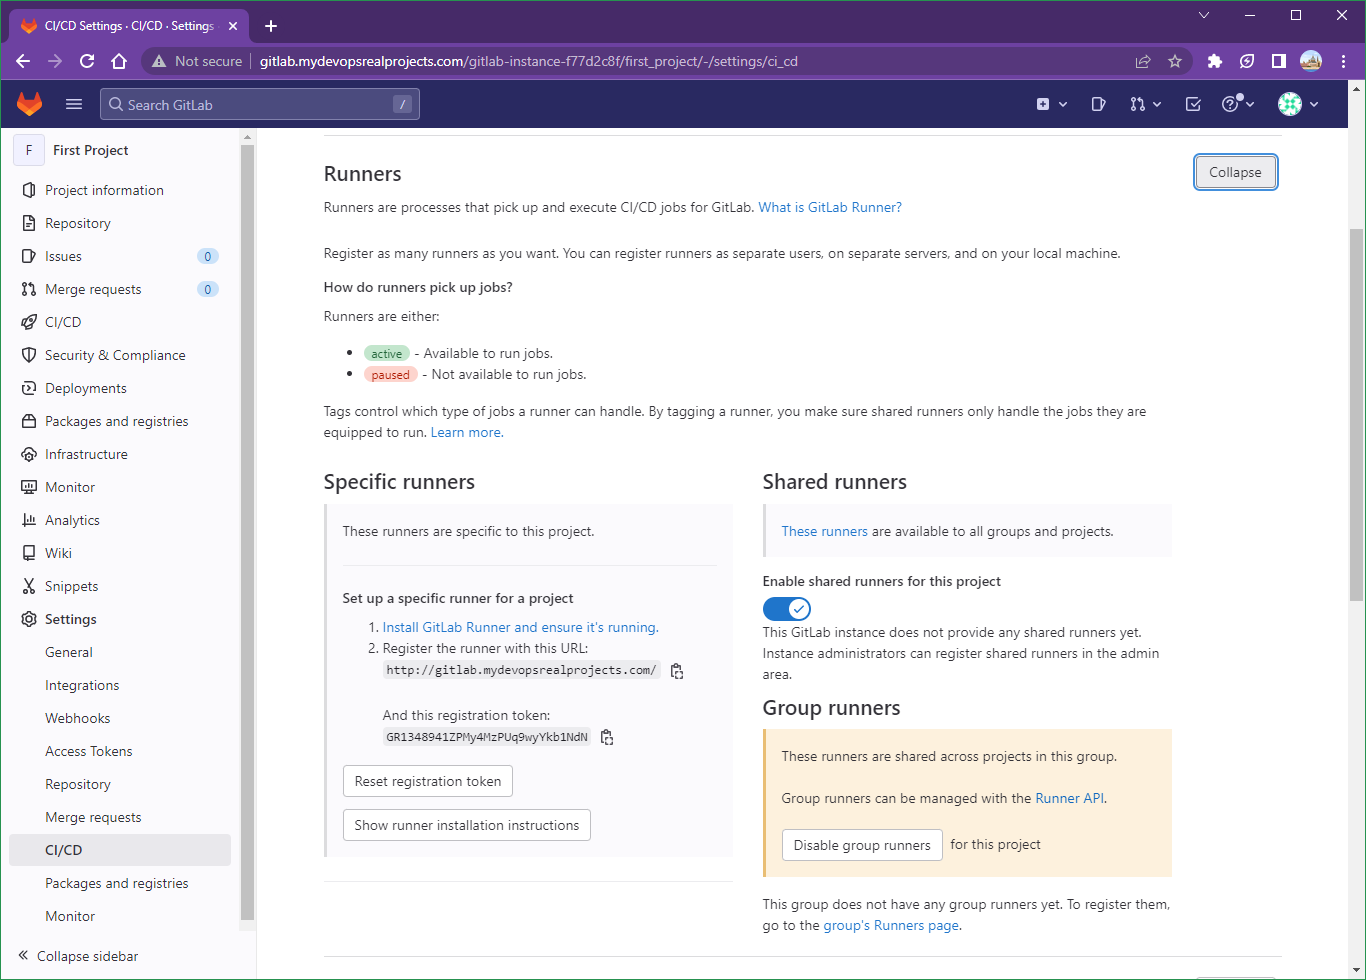 CI/CD Settings · CI/CD · Settings
Not secure
gitlab.mydevopsrealprojects.com/gitlab-instance-f77d2c8f/first_project/-/settings/ci_cd
Search GitLab
/
F
First Project
Project information
Repository
Issues
0
Merge requests
0
CI/CD
Security & Compliance
Deployments
Packages and registries
Infrastructure
Monitor
Analytics
Wiki
Snippets
Settings
General
Integrations
Webhooks
Access Tokens
Repository
Merge requests
CI/CD
Packages and registries
Monitor
Collapse sidebar
Runners
Collapse
Runners are processes that pick up and execute CI/CD jobs for GitLab. What is GitLab Runner?
Register as many runners as you want. You can register runners as separate users, on separate servers, and on your local machine.
How do runners pick up jobs?
Runners are either:
active - Available to run jobs.
paused - Not available to run jobs.
Tags control which type of jobs a runner can handle. By tagging a runner, you make sure shared runners only handle the jobs they are
equipped to run. Learn more.
Specific runners
These runners are specific to this project.
Set up a specific runner for a project
1. Install GitLab Runner and ensure it's running.
2. Register the runner with this URL:
http://gitlab.mydevopsrealprojects.com/
And this registration token:
GR1348941ZPMy4MzPUq9wyYkb1NdN
Reset registration token
Show runner installation instructions
Shared runners
These runners are available to all groups and projects.
Enable shared runners for this project
This GitLab instance does not provide any shared runners yet.
Instance administrators can register shared runners in the admin
area.
Group runners
These runners are shared across projects in this group.
Group runners can be managed with the Runner API.
Disable group runners for this project
This group does not have any group runners yet. To register them,
go to the group's Runners page.